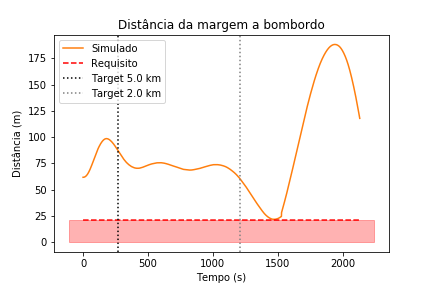 Distância da margem a bombordo
Simulado
Requisito
Target 5.0 km
Target 2.0 km
Distância (m)
175
150
125
100
75
50
25
0
0
500
1000
1500
2000
Tempo (s)